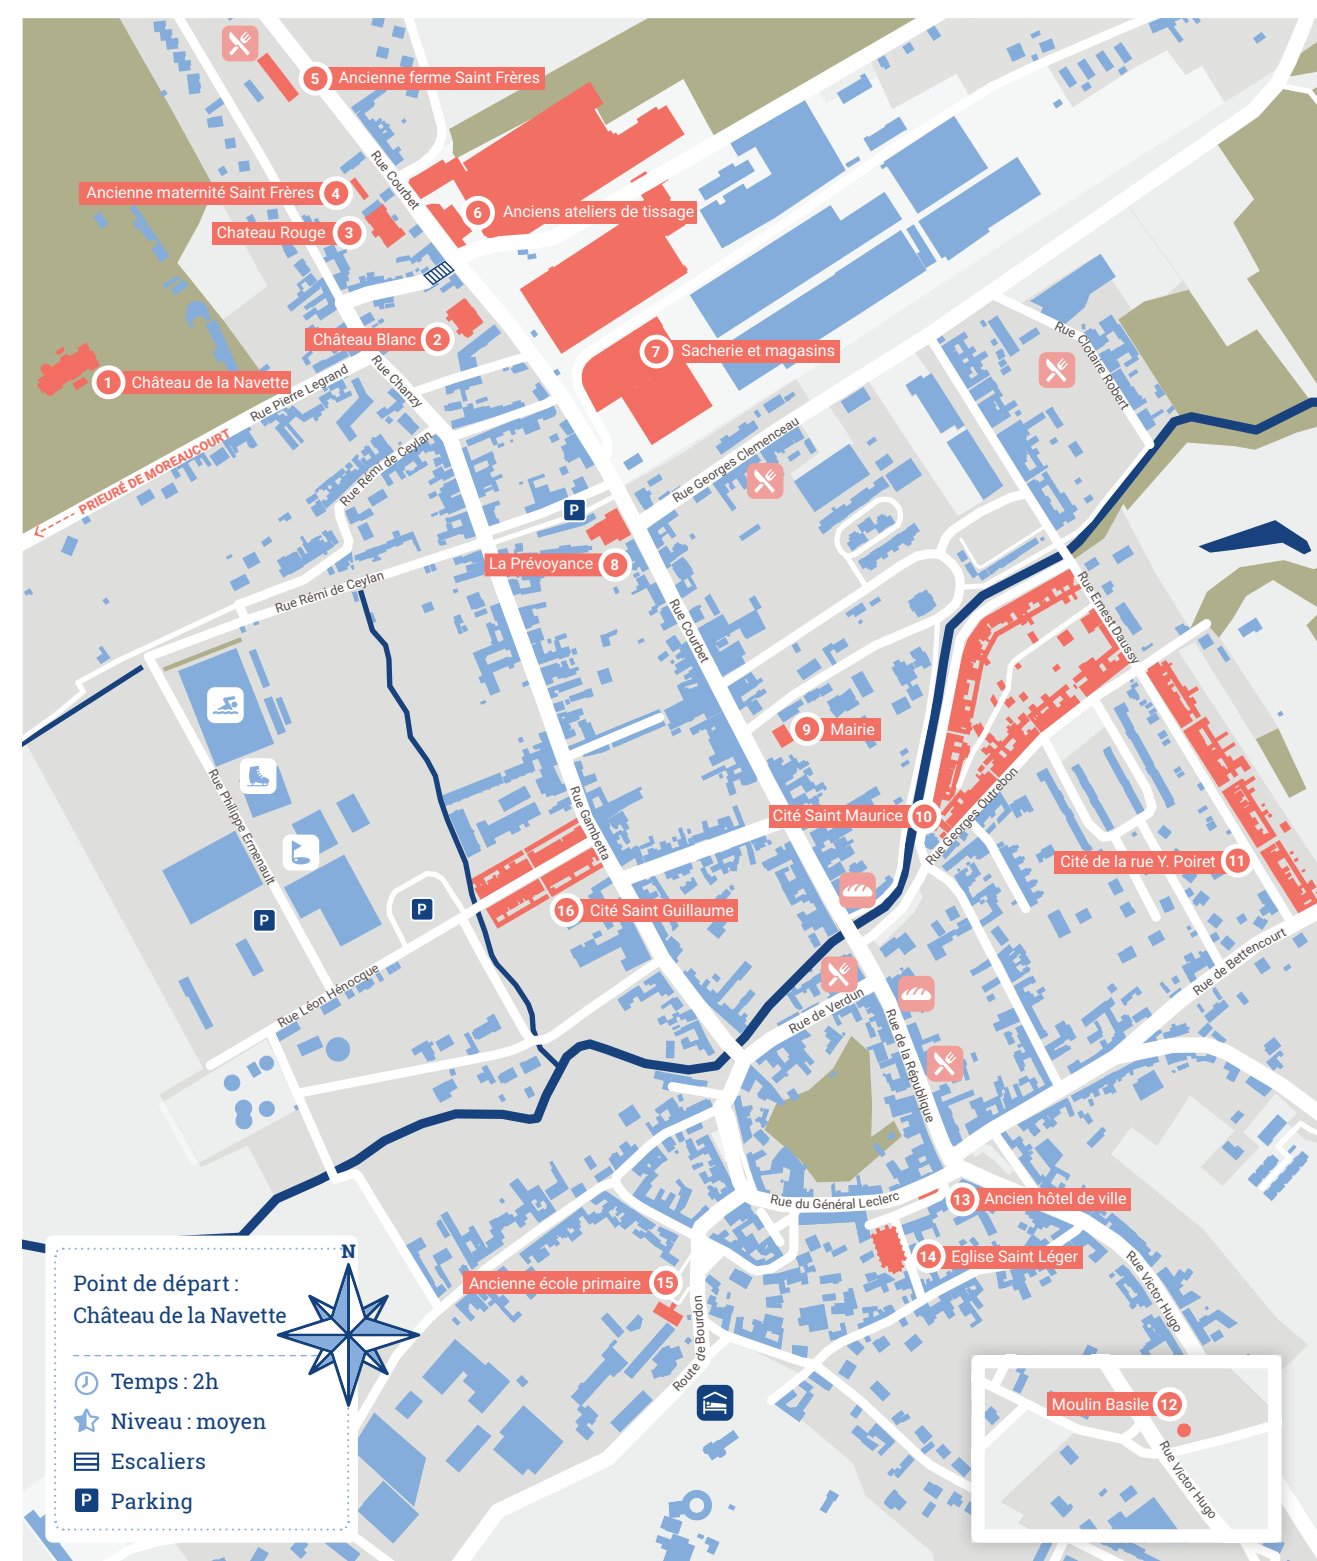 5 Ancienne ferme Saint Frères
Rue Courbet
Ancienne maternité Saint Frères 4
6 Anciens ateliers de tissage
Chateau Rouge 3
Château Blanc 2
7 Sacherie et magasins
Rue Clotaire Robert
1 Château de la Navette
Rue Pierre Legrand
Rue Chanzy
PRIEURÉ DE MOREAUCOURT
Rue Rémi de Ceylan
Rue Georges Clemenceau
P
La Prévoyance 8
Rue Rémi de Ceylan
Rue Courbet
Rue Ernest Daussy
9 Mairie
Rue Philippe Ermenault
Rue Gambetta
Cité Saint Maurice 10
Rue Georges Outrebon
Cité de la rue Y. Poiret 11
P
P
16 Cité Saint Guillaume
Rue Léon Hénocque
Rue de Bettencourt
Rue de Verdun
Rue de la République
Rue du Général Leclerc
13 Ancien hôtel de ville
14 Eglise Saint Léger
Ancienne école primaire 15
Rue Victor Hugo
Route de Bourdon
N
Point de départ :
Château de la Navette
Temps : 2h
Niveau : moyen
Escaliers
P Parking
Moulin Basile 12
Rue Victor Hugo